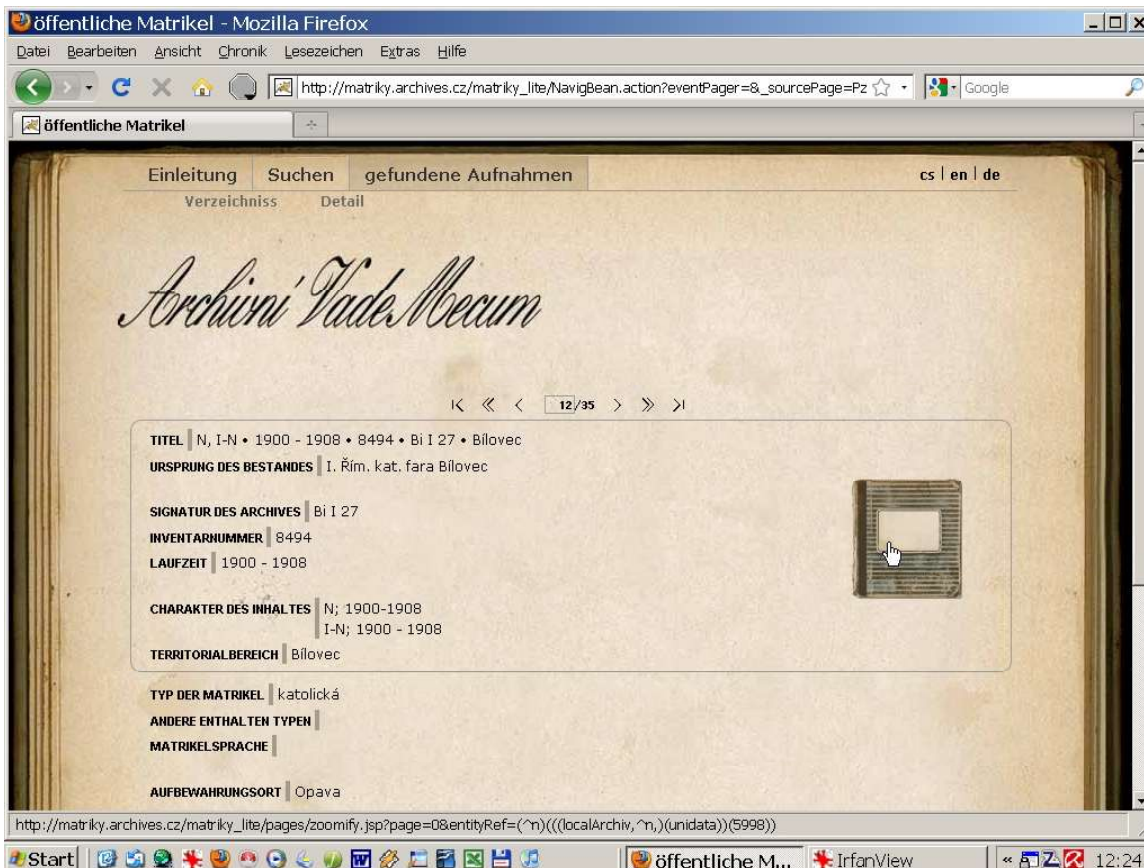 öffentliche Matrikel - Mozilla Firefox
Datei Bearbeiten Ansicht Chronik Lesezeichen Extras Hilfe
http://matriky.archives.cz/matriky_lite/NavigBean.action?eventPager=&_sourcePage=Pz
Google
öffentliche Matrikel
Einleitung Suchen gefundene Aufnahmen cs | en | de
Verzeichniss Detail
Archivní Vade Mecum
12/35
TITEL N, I-N • 1900 - 1908 • 8494 • Bi I 27 • Bílovec
URSPRUNG DES BESTANDES I. Řím. kat. fara Bílovec
SIGNATUR DES ARCHIVES Bi I 27
INVENTARNUMMER 8494
LAUFZEIT 1900 - 1908
CHARAKTER DES INHALTES N; 1900-1908
I-N; 1900 - 1908
TERRITORIALBEREICH Bílovec
TYP DER MATRIKEL katolická
ANDERE ENTHALTEN TYPEN
MATRIKELSPRACHE
AUFBEWAHRUNGSORT Opava
http://matriky.archives.cz/matriky_lite/pages/zoomify.jsp?page=0&entityRef=(^n)(((localArchiv,^n,)(unidata))(5998))
Start öffentliche M... IrfanView 12:24